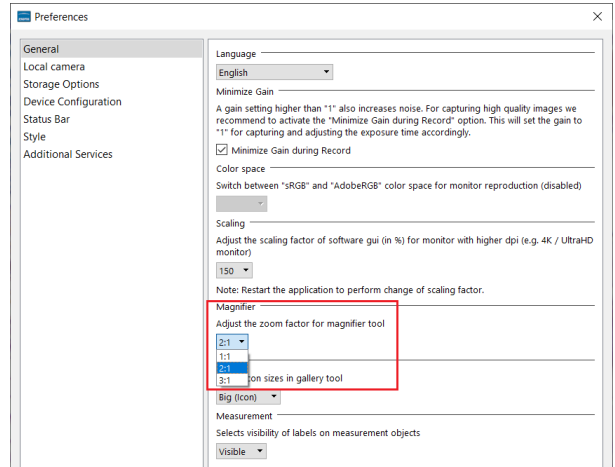 Preferences
General
Local camera
Storage Options
Device Configuration
Status Bar
Style
Additional Services
Language
English
Minimize Gain
A gain setting higher than "1" also increases noise. For capturing high quality images we
recommend to activate the "Minimize Gain during Record" option. This will set the gain to
"1" for capturing and adjusting the exposure time accordingly.
Minimize Gain during Record
Color space
Switch between "sRGB" and "AdobeRGB" color space for monitor reproduction (disabled)
Scaling
Adjust the scaling factor of software gui (in %) for monitor with higher dpi (e.g. 4K / UltraHD
monitor)
150
Note: Restart the application to perform change of scaling factor.
Magnifier
Adjust the zoom factor for magnifier tool
2:1
1:1
2:1
3:1
sizes in gallery tool
Big (Icon)
Measurement
Selects visibility of labels on measurement objects
Visible